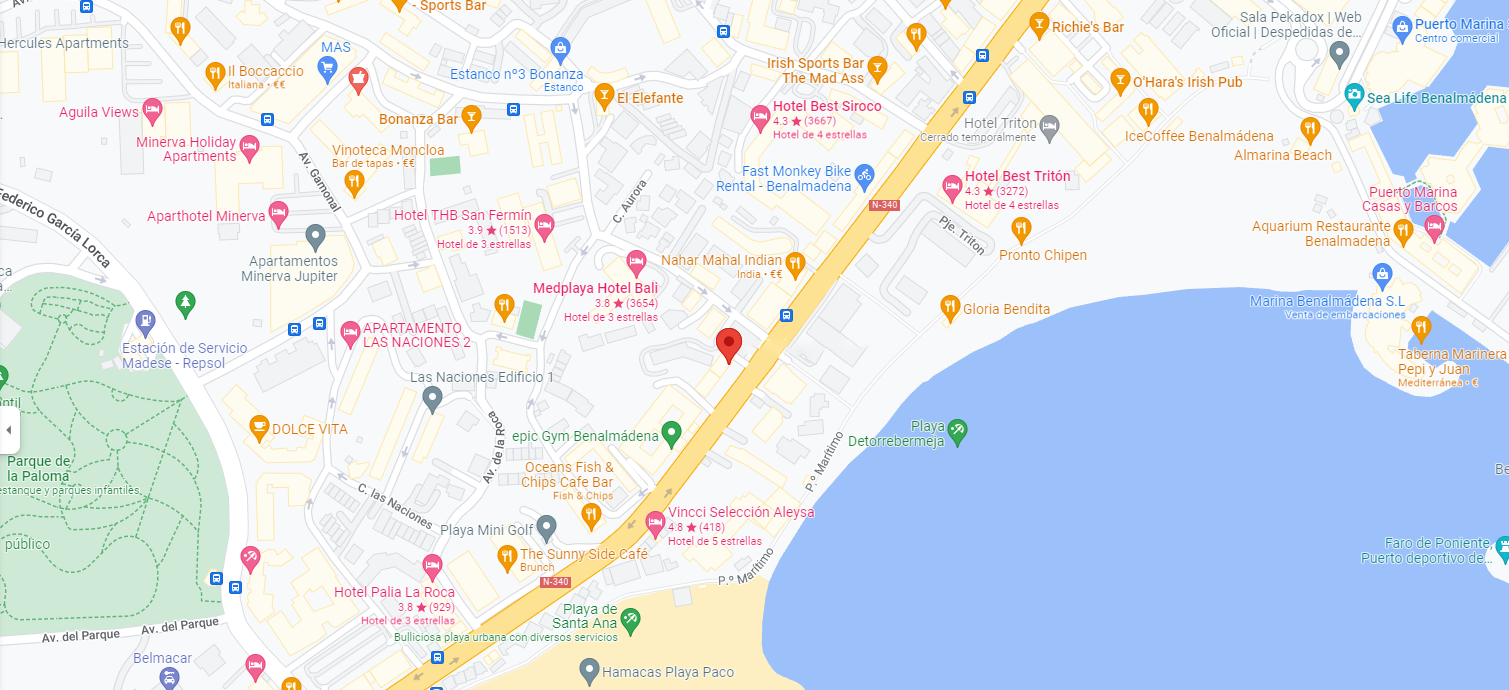 - Sports Bar
Richie's Bar
Sala Pekadox | Web
Oficial | Despedidas de...
Puerto Marina
Centro comercial
Hercules Apartments
MAS
Estanco nº3 Bonanza
Estanco
Irish Sports Bar
The Mad Ass
Il Boccaccio
Italiana • €€
El Elefante
O'Hara's Irish Pub
Sea Life Benalmádena
Aguila Views
Bonanza Bar
Hotel Best Siroco
4.3 ★ (3667)
Hotel de 4 estrellas
Hotel Triton
Cerrado temporalmente
IceCoffee Benalmádena
Almarina Beach
Minerva Holiday
Apartments
Vinoteca Moncloa
Bar de tapas • €€
Av. Gamonal
Fast Monkey Bike
Rental - Benalmadena
Hotel Best Tritón
4.3 ★ (3272)
Hotel de 4 estrellas
Puerto Marina
Casas y Barcos
Federico García Lorca
C. Aurora
N-340
Aparthotel Minerva
Hotel THB San Fermín
3.9 ★ (1513)
Hotel de 3 estrellas
Pje. Triton
Aquarium Restaurante
Benalmadena
Apartamentos
Minerva Jupiter
Nahar Mahal Indian
India • €€
Pronto Chipen
Medplaya Hotel Bali
3.8 ★ (3654)
Hotel de 3 estrellas
Gloria Bendita
Marina Benalmádena S.L
Venta de embarcaciones
APARTAMENTO
LAS NACIONES 2
Estación de Servicio
Madese - Repsol
Taberna Marinera
Pepi y Juan
Mediterránea • €
Las Naciones Edificio 1
DOLCE VITA
epic Gym Benalmádena
Playa
Detorrebermeja
Av. de la Roca
P.º Marítimo
Parque de
la Paloma
estanque y parques infantiles
público
Oceans Fish &
Chips Cafe Bar
Fish & Chips
C. las Naciones
Playa Mini Golf
Vincci Selección Aleysa
4.8 ★ (418)
Hotel de 5 estrellas
Faro de Poniente,
Puerto deportivo de...
The Sunny Side Café
Brunch
N-340
P.º Marítimo
Hotel Palia La Roca
3.8 ★ (929)
Hotel de 3 estrellas
Playa de
Santa Ana
Bulliciosa playa urbana con diversos servicios
Av. del Parque
Av. del Parque
Belmacar
Hamacas Playa Paco